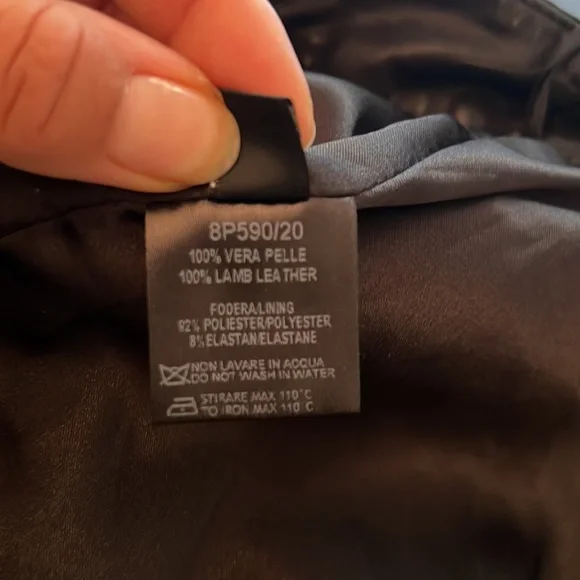 8P590/20
100% VERA PELLE
100% LAMB LEATHER
FODERA/LINING
92% POLIESTER/POLYESTER
8% ELASTAN/ELASTANE
NON LAVARE IN ACQUA
DO NOT WASH IN WATER
STIRARE MAX 110°C
TO IRON MAX 110°C